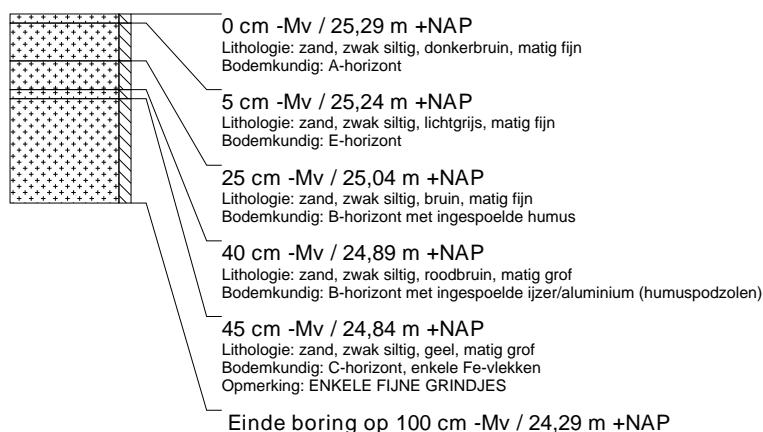 0 cm -Mv / 25,29 m +NAP
Lithologie: zand, zwak siltig, donkerbruin, matig fijn
Bodemkundig: A-horizont
5 cm -Mv / 25,24 m +NAP
Lithologie: zand, zwak siltig, lichtgrijs, matig fijn
Bodemkundig: E-horizont
25 cm -Mv / 25,04 m +NAP
Lithologie: zand, zwak siltig, bruin, matig fijn
Bodemkundig: B-horizont met ingespoelde humus
40 cm -Mv / 24,89 m +NAP
Lithologie: zand, zwak siltig, roodbruin, matig grof
Bodemkundig: B-horizont met ingespoelde ijzer/aluminium (humuspodzolen)
45 cm -Mv / 24,84 m +NAP
Lithologie: zand, zwak siltig, geel, matig grof
Bodemkundig: C-horizont, enkele Fe-vlekken
Opmerking: ENKELE FIJNE GRINDJES
Einde boring op 100 cm -Mv / 24,29 m +NAP